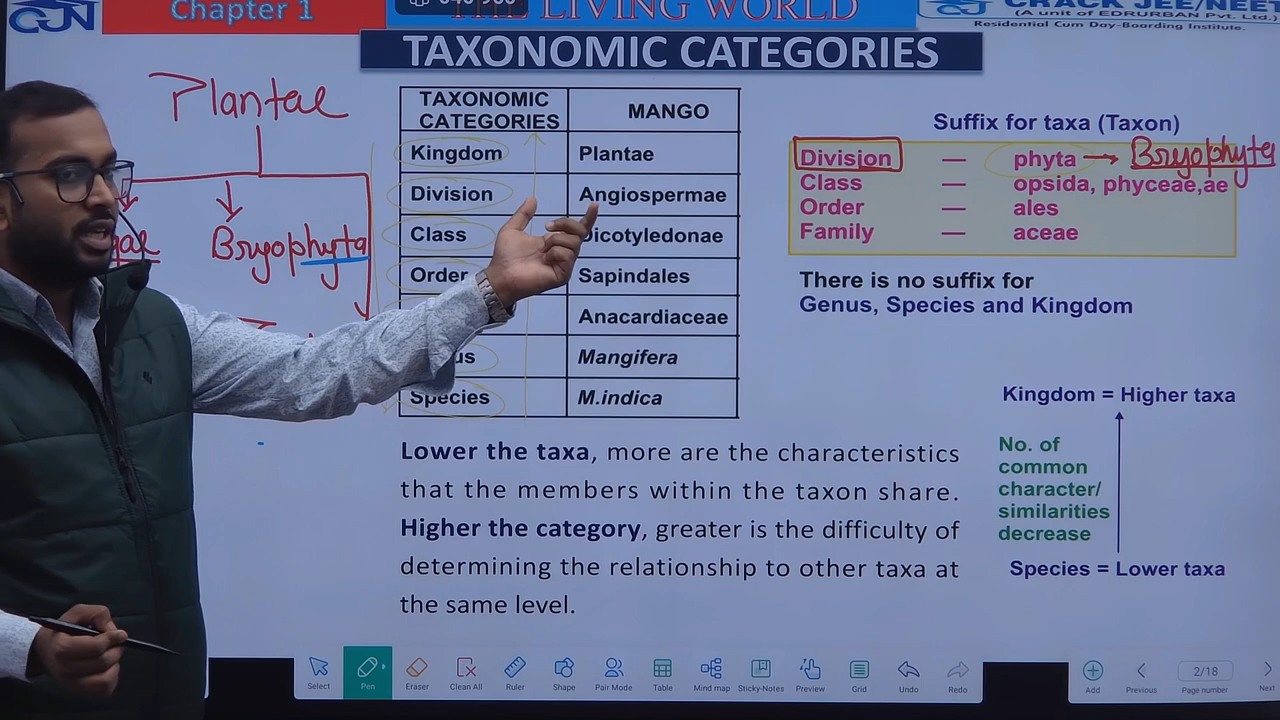 Chapter 1
THE LIVING WORLD
CRACK JEE/NEET
(A unit of EDRURBAN Pvt. Ltd.)
Residential Cum Day-Boarding Institute.
TAXONOMIC CATEGORIES
Plantae
Bryophyta
TAXONOMIC CATEGORIES MANGO
Kingdom Plantae
Division Angiospermae
Class Dicotyledonae
Order Sapindales
Anacardiaceae
us Mangifera
Species M.indica
Suffix for taxa (Taxon)
Division — phyta → Bryophyta
Class — opsida, phyceae,ae
Order — ales
Family — aceae
There is no suffix for
Genus, Species and Kingdom
Lower the taxa, more are the characteristics
that the members within the taxon share.
Higher the category, greater is the difficulty of
determining the relationship to other taxa at
the same level.
Kingdom = Higher taxa
No. of
common
character/
similarities
decrease
Species = Lower taxa
Select Pen Eraser Clean All Ruler Shape Pair Mode Table Mind map Sticky-Notes Preview Grid Undo Redo
Add Previous 2/18 Page number Next